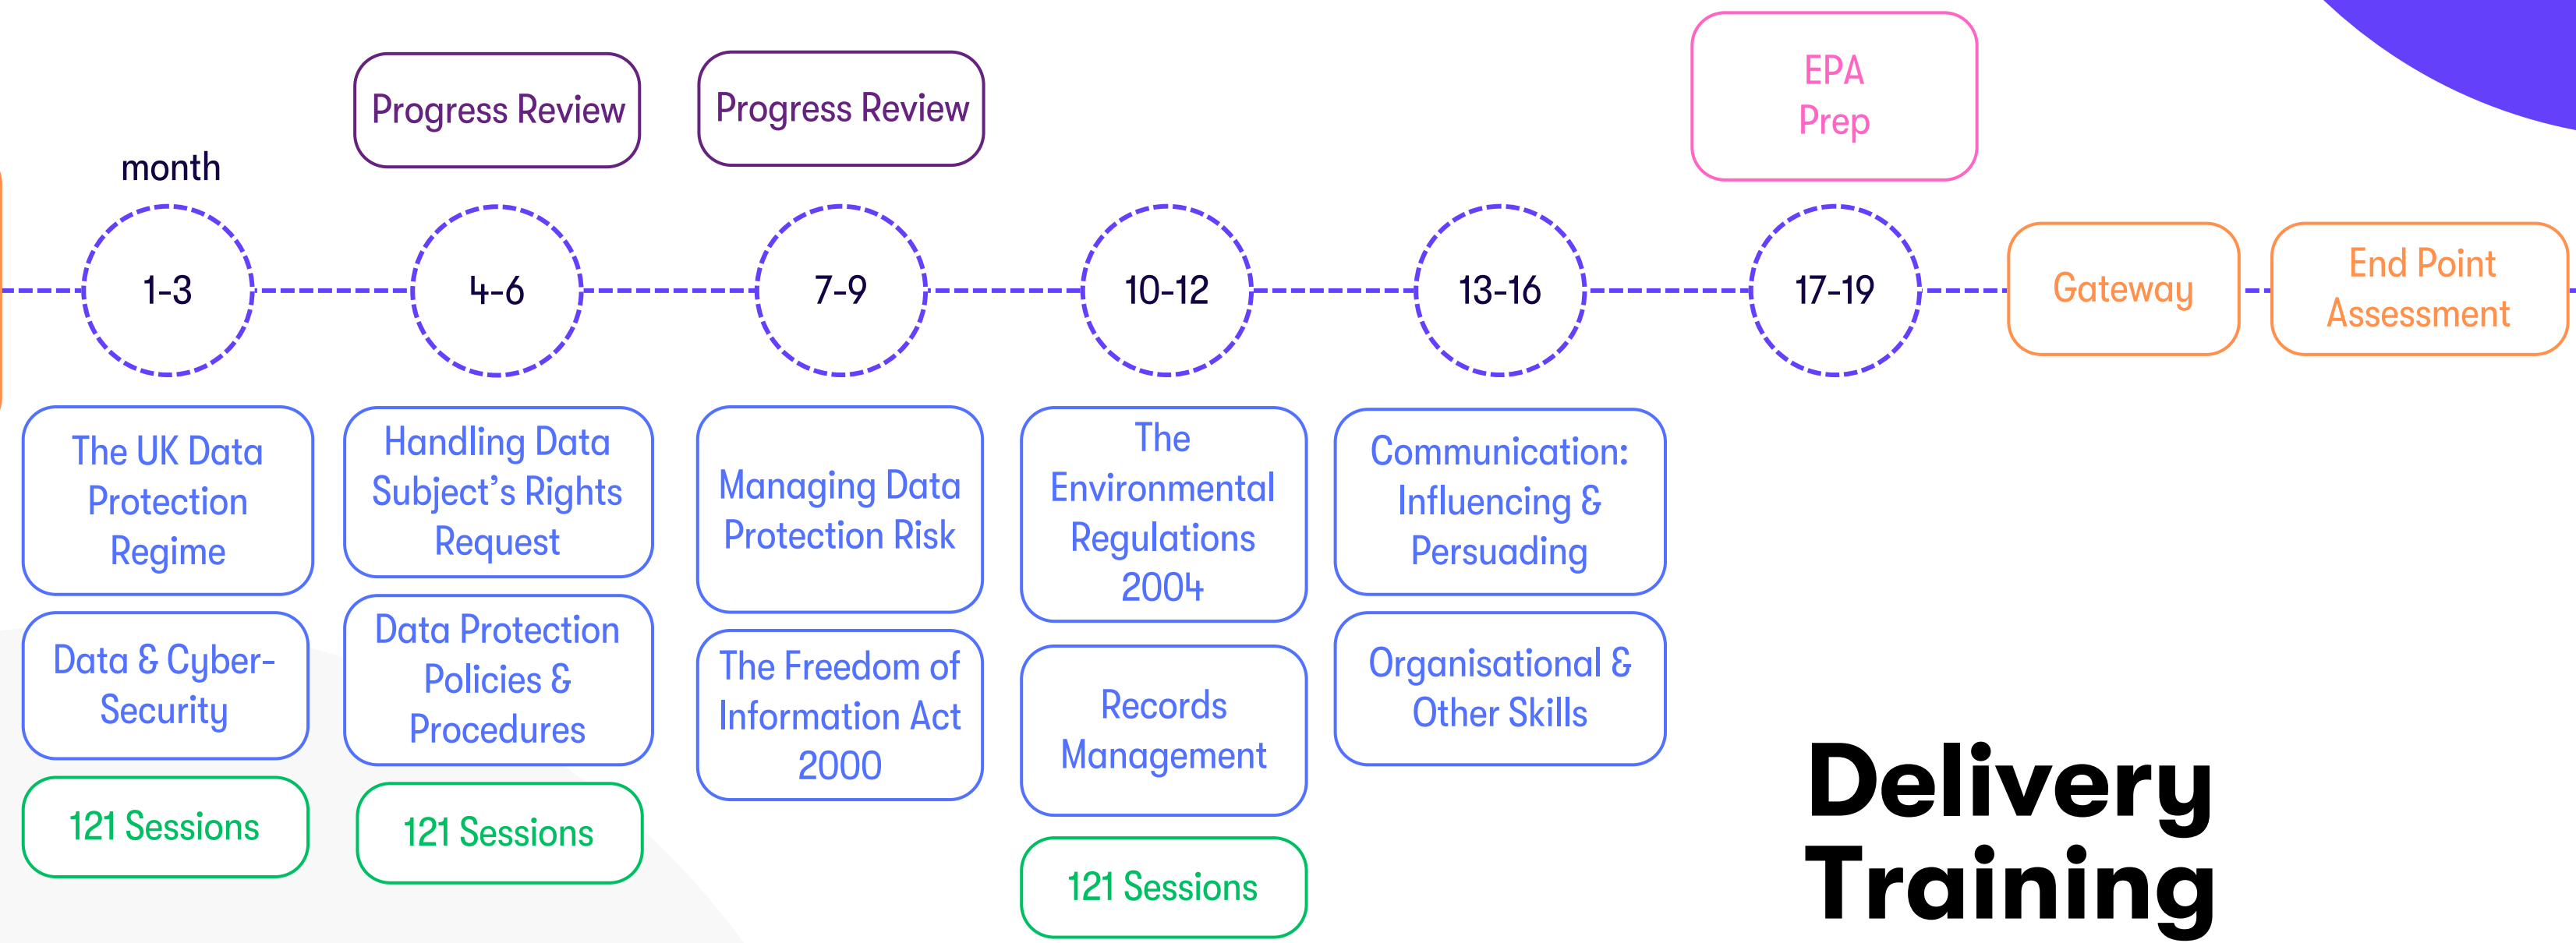 Progress Review
Progress Review
EPA
Prep
month
1-3
4-6
7-9
10-12
13-16
17-19
Gateway
End Point
Assessment
The UK Data
Protection
Regime
Handling Data
Subject’s Rights
Request
Managing Data
Protection Risk
The
Environmental
Regulations
2004
Communication:
Influencing &
Persuading
Data & Cyber-
Security
Data Protection
Policies &
Procedures
The Freedom of
Information Act
2000
Records
Management
Organisational &
Other Skills
121 Sessions
121 Sessions
121 Sessions
Delivery
Training